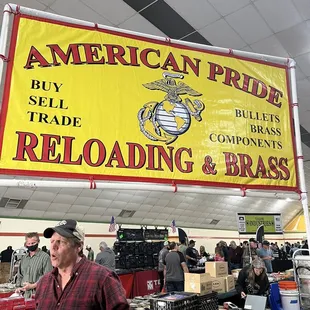 AMERICAN PRIDE
BUY
SELL
TRADE
BULLETS
BRASS
COMPONENTS
RELOADING & BRASS